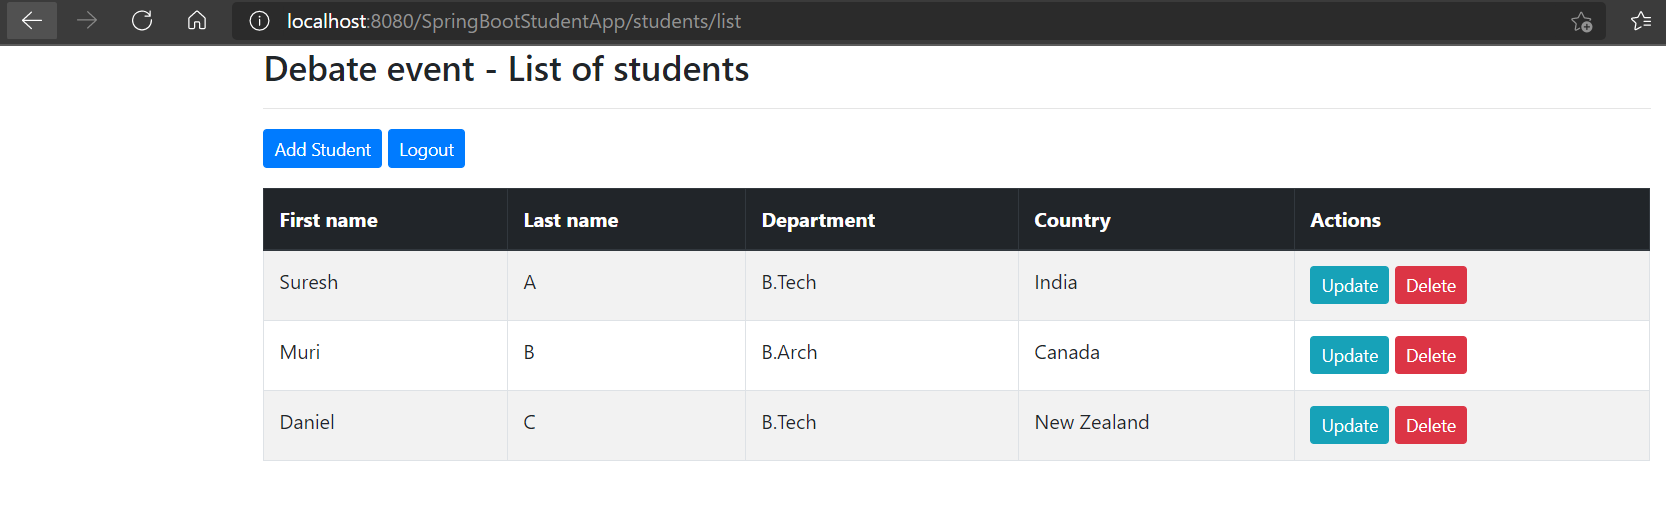 localhost:8080/SpringBootStudentApp/students/list
Debate event - List of students
Add Student Logout
First name Last name Department Country Actions
Suresh A B.Tech India Update Delete
Muri B B.Arch Canada Update Delete
Daniel C B.Tech New Zealand Update Delete